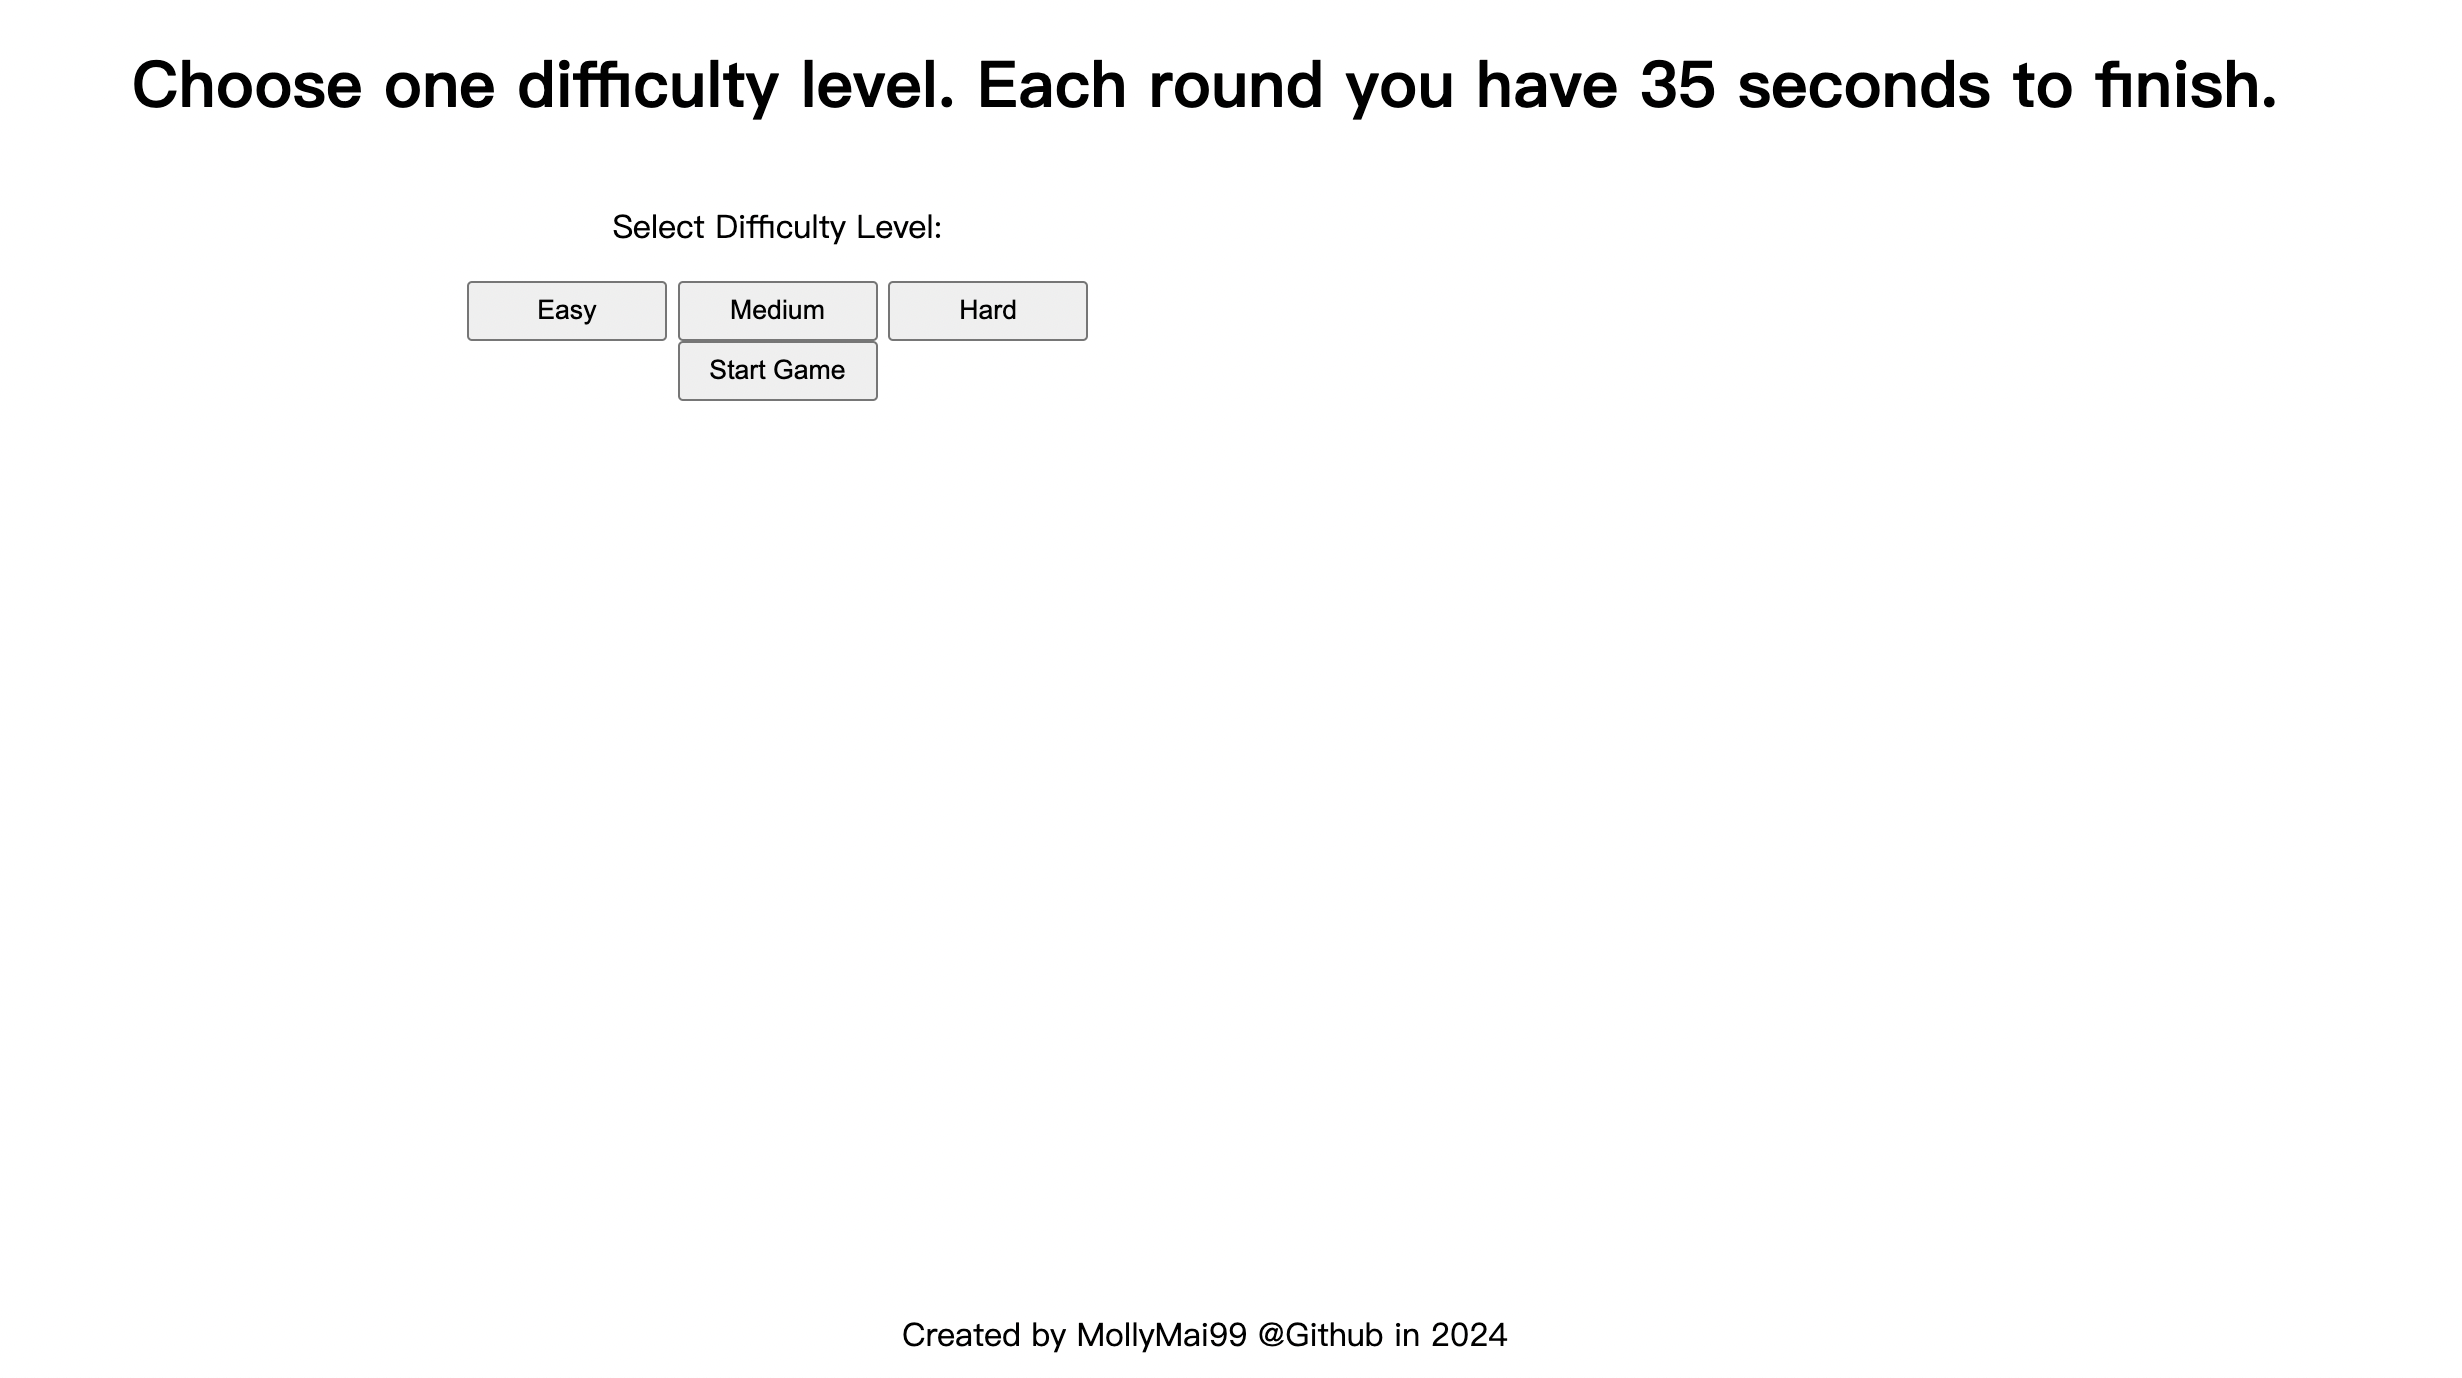 Choose one difficulty level. Each round you have 35 seconds to finish.
Select Difficulty Level:
Easy Medium Hard
Start Game
Created by MollyMai99 @Github in 2024